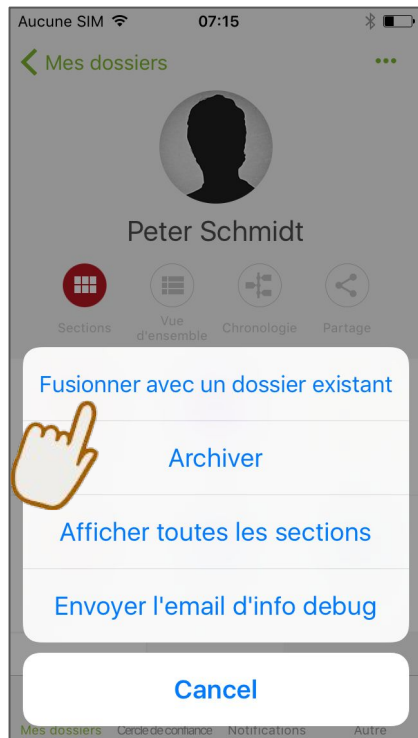 Aucune SIM 07:15
Mes dossiers
Peter Schmidt
Sections Vue d'ensemble Chronologie Partage
Fusionner avec un dossier existant
Archiver
Afficher toutes les sections
Envoyer l'email d'info debug
Cancel
Mes dossiers Cercle de confiance Notifications Autre